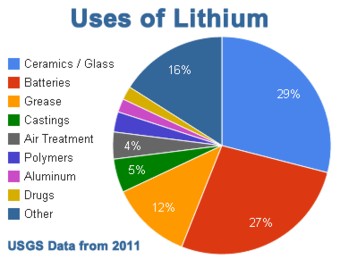 Uses of Lithium
Ceramics / Glass
Batteries
Grease
Castings
Air Treatment
Polymers
Aluminum
Drugs
Other
16%
29%
4%
5%
12%
27%
USGS Data from 2011